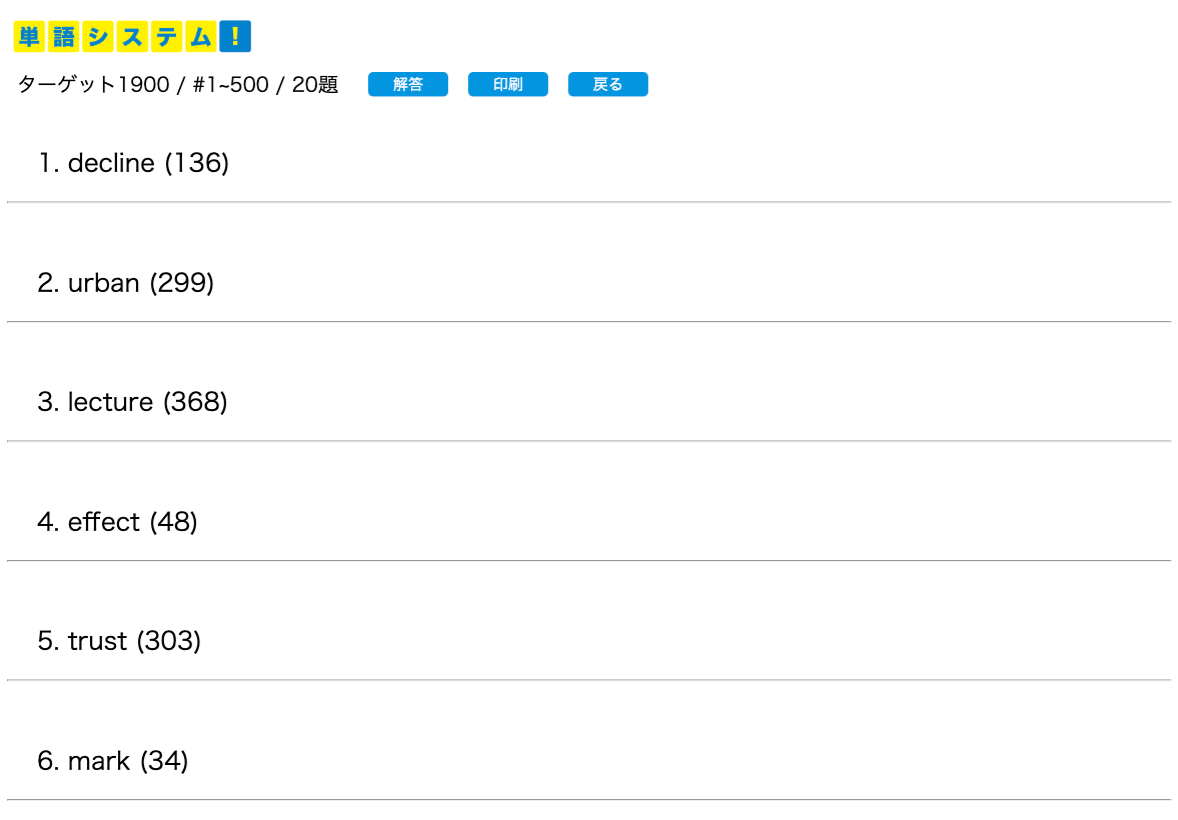 単語システム!
ターゲット1900 / #1~500 / 20題 解答 印刷 戻る
1. decline (136)
2. urban (299)
3. lecture (368)
4. effect (48)
5. trust (303)
6. mark (34)